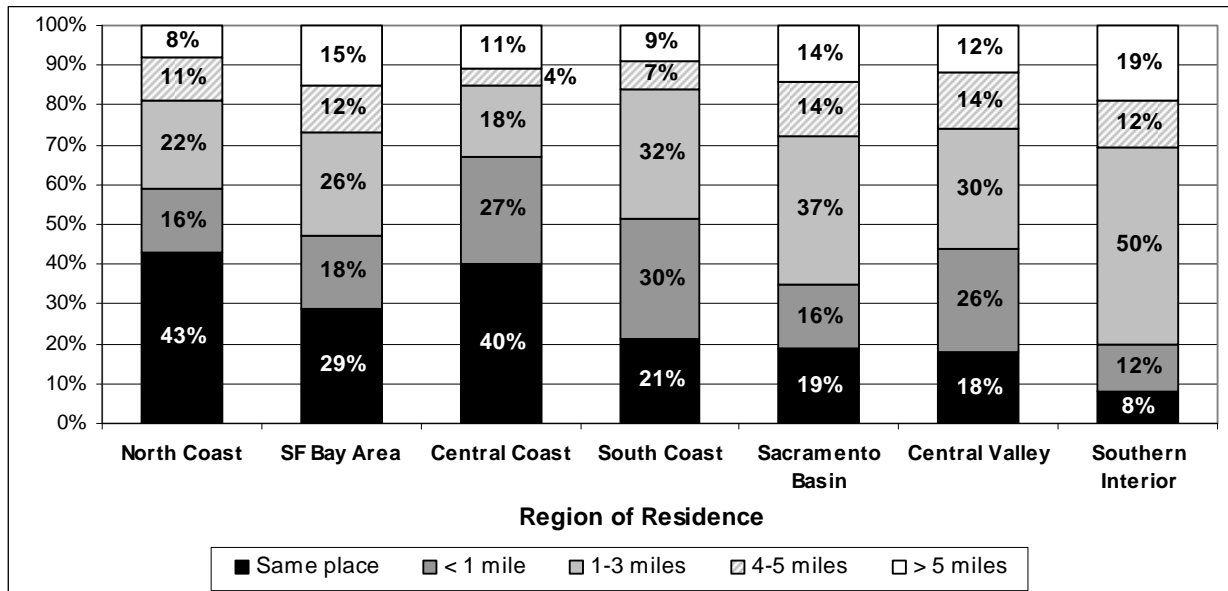 100%
90%
80%
70%
60%
50%
40%
30%
20%
10%
0%
8% 15% 11% 9% 14% 12% 19%
11% 12% 4% 7% 14% 14% 12%
22% 26% 18% 32% 37% 30% 50%
16% 18% 27% 30% 16% 26% 12%
43% 29% 40% 21% 19% 18% 8%
North Coast SF Bay Area Central Coast South Coast Sacramento Central Valley Southern
Basin Interior
Region of Residence
Same place < 1 mile 1-3 miles 4-5 miles > 5 miles